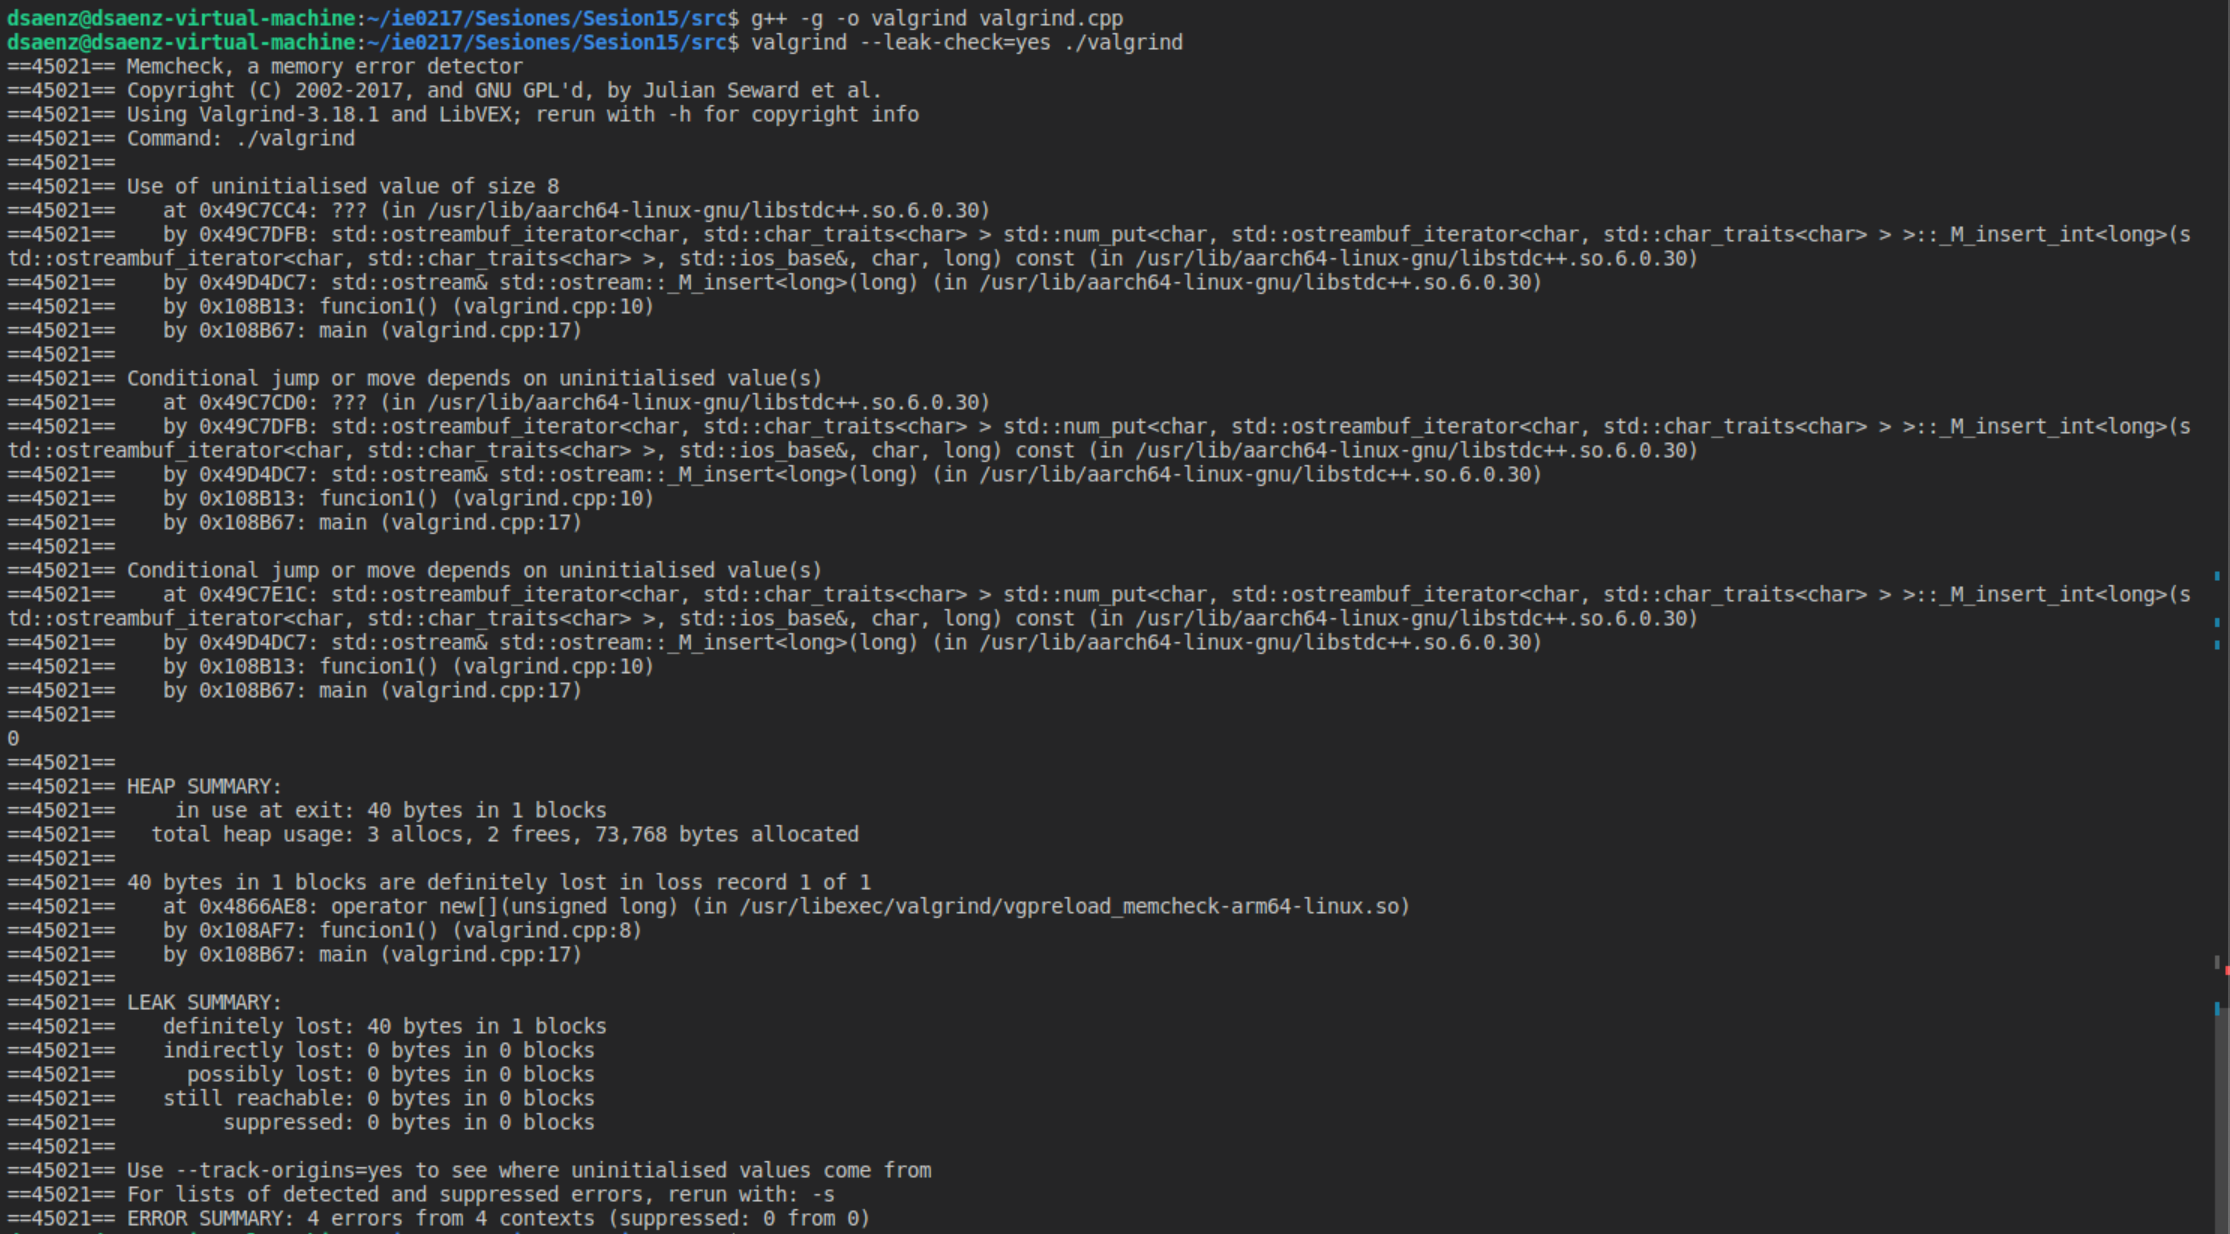 dsaenz@dsaenz-virtual-machine:~/ie0217/Sesiones/Sesion15/src$ g++ -g -o valgrind valgrind.cpp
dsaenz@dsaenz-virtual-machine:~/ie0217/Sesiones/Sesion15/src$ valgrind --leak-check=yes ./valgrind
==45021== Memcheck, a memory error detector
==45021== Copyright (C) 2002-2017, and GNU GPL'd, by Julian Seward et al.
==45021== Using Valgrind-3.18.1 and LibVEX; rerun with -h for copyright info
==45021== Command: ./valgrind
==45021==
==45021== Use of uninitialised value of size 8
==45021==    at 0x49C7CC4: ??? (in /usr/lib/aarch64-linux-gnu/libstdc++.so.6.0.30)
==45021==    by 0x49C7DFB: std::ostreambuf_iterator<char, std::char_traits<char> > std::num_put<char, std::ostreambuf_iterator<char, std::char_traits<char> > >::_M_insert_int<long>(s
td::ostreambuf_iterator<char, std::char_traits<char> >, std::ios_base&, char, long) const (in /usr/lib/aarch64-linux-gnu/libstdc++.so.6.0.30)
==45021==    by 0x49D4DC7: std::ostream& std::ostream::_M_insert<long>(long) (in /usr/lib/aarch64-linux-gnu/libstdc++.so.6.0.30)
==45021==    by 0x108B13: funcion1() (valgrind.cpp:10)
==45021==    by 0x108B67: main (valgrind.cpp:17)
==45021==
==45021== Conditional jump or move depends on uninitialised value(s)
==45021==    at 0x49C7CD0: ??? (in /usr/lib/aarch64-linux-gnu/libstdc++.so.6.0.30)
==45021==    by 0x49C7DFB: std::ostreambuf_iterator<char, std::char_traits<char> > std::num_put<char, std::ostreambuf_iterator<char, std::char_traits<char> > >::_M_insert_int<long>(s
td::ostreambuf_iterator<char, std::char_traits<char> >, std::ios_base&, char, long) const (in /usr/lib/aarch64-linux-gnu/libstdc++.so.6.0.30)
==45021==    by 0x49D4DC7: std::ostream& std::ostream::_M_insert<long>(long) (in /usr/lib/aarch64-linux-gnu/libstdc++.so.6.0.30)
==45021==    by 0x108B13: funcion1() (valgrind.cpp:10)
==45021==    by 0x108B67: main (valgrind.cpp:17)
==45021==
==45021== Conditional jump or move depends on uninitialised value(s)
==45021==    at 0x49C7E1C: std::ostreambuf_iterator<char, std::char_traits<char> > std::num_put<char, std::ostreambuf_iterator<char, std::char_traits<char> > >::_M_insert_int<long>(s
td::ostreambuf_iterator<char, std::char_traits<char> >, std::ios_base&, char, long) const (in /usr/lib/aarch64-linux-gnu/libstdc++.so.6.0.30)
==45021==    by 0x49D4DC7: std::ostream& std::ostream::_M_insert<long>(long) (in /usr/lib/aarch64-linux-gnu/libstdc++.so.6.0.30)
==45021==    by 0x108B13: funcion1() (valgrind.cpp:10)
==45021==    by 0x108B67: main (valgrind.cpp:17)
==45021==
0
==45021==
==45021== HEAP SUMMARY:
==45021==     in use at exit: 40 bytes in 1 blocks
==45021==   total heap usage: 3 allocs, 2 frees, 73,768 bytes allocated
==45021==
==45021== 40 bytes in 1 blocks are definitely lost in loss record 1 of 1
==45021==    at 0x4866AE8: operator new[](unsigned long) (in /usr/libexec/valgrind/vgpreload_memcheck-arm64-linux.so)
==45021==    by 0x108AF7: funcion1() (valgrind.cpp:8)
==45021==    by 0x108B67: main (valgrind.cpp:17)
==45021==
==45021== LEAK SUMMARY:
==45021==    definitely lost: 40 bytes in 1 blocks
==45021==    indirectly lost: 0 bytes in 0 blocks
==45021==      possibly lost: 0 bytes in 0 blocks
==45021==    still reachable: 0 bytes in 0 blocks
==45021==         suppressed: 0 bytes in 0 blocks
==45021==
==45021== Use --track-origins=yes to see where uninitialised values come from
==45021== For lists of detected and suppressed errors, rerun with: -s
==45021== ERROR SUMMARY: 4 errors from 4 contexts (suppressed: 0 from 0)